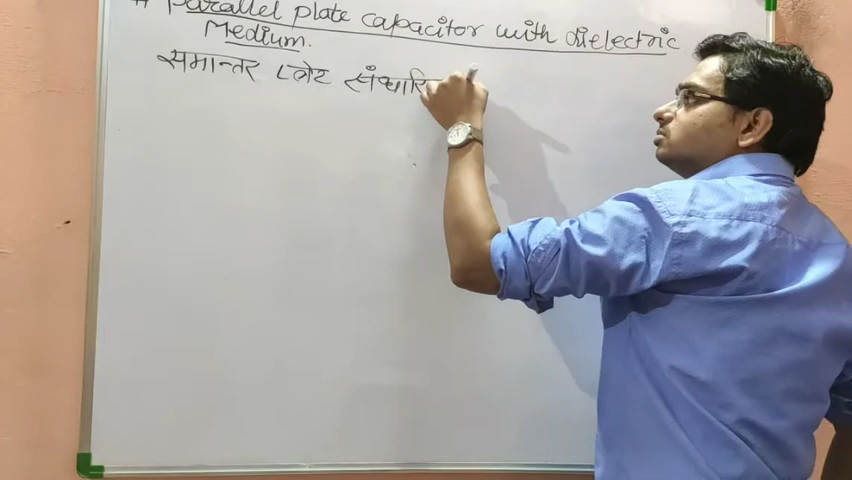 # Parallel plate capacitor with dielectric
Medium.
समान्तर प्लेट संधारि